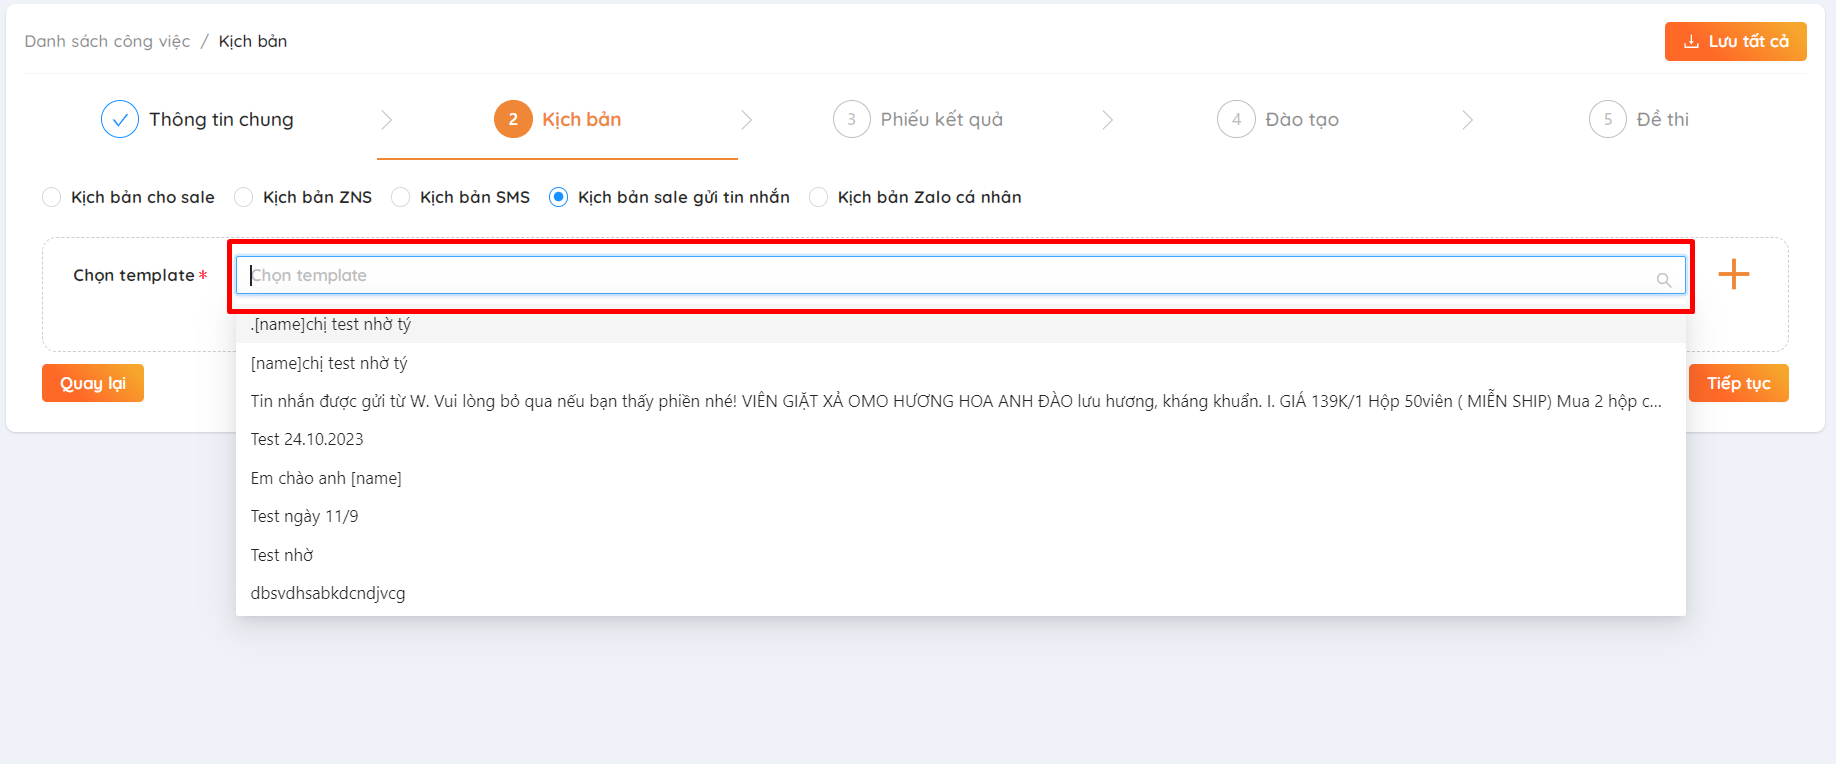 Danh sách công việc / Kịch bản
Lưu tất cả
Thông tin chung
2 Kịch bản
3 Phiếu kết quả
4 Đào tạo
5 Đề thi
Kịch bản cho sale
Kịch bản ZNS
Kịch bản SMS
Kịch bản sale gửi tin nhắn
Kịch bản Zalo cá nhân
Chọn template *
Chọn template
.[name]chị test nhờ tý
[name]chị test nhờ tý
Tin nhắn được gửi từ W. Vui lòng bỏ qua nếu bạn thấy phiền nhé! VIÊN GIẶT XẢ OMO HƯƠNG HOA ANH ĐÀO lưu hương, kháng khuẩn. I. GIÁ 139K/1 Hộp 50viên ( MIỄN SHIP) Mua 2 hộp c...
Test 24.10.2023
Em chào anh [name]
Test ngày 11/9
Test nhờ
dbsvdhsabkdcndjvcg
Quay lại
Tiếp tục